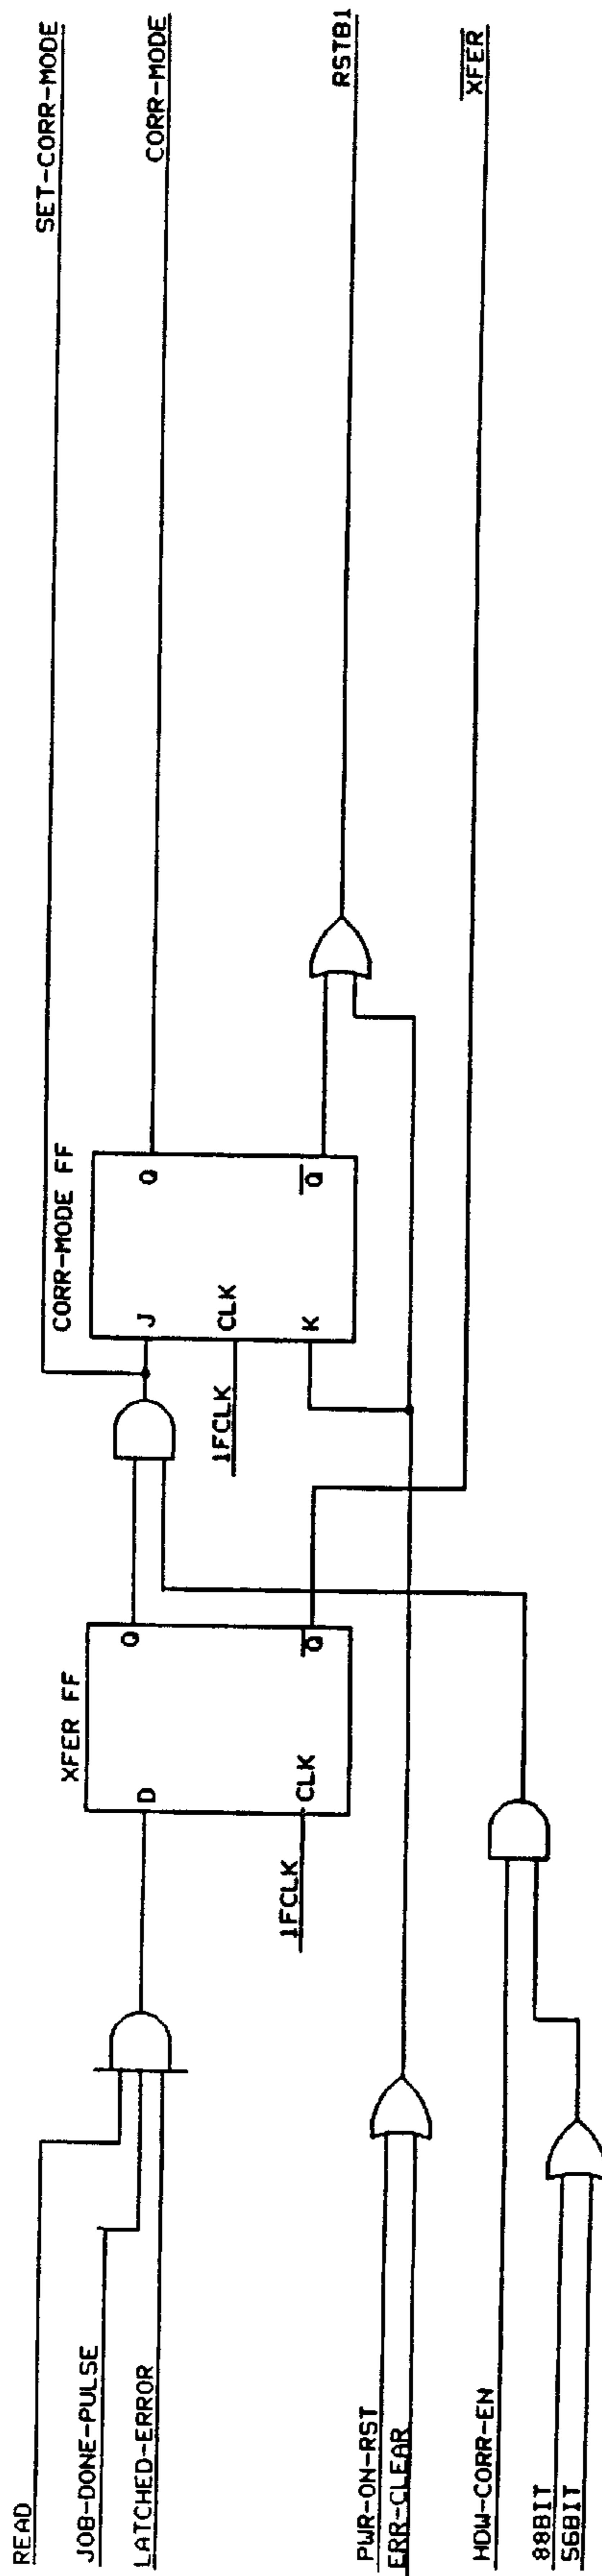 SET-CORR-MODE
CORR-MODE
RSTB1
XFER
CORR-MODE FF
J
Q
CLK
K
Q
1FCLK
XFER FF
D
Q
CLK
Q
1FCLK
READ
JOB-DONE-PULSE
LATCHED-ERROR
PWR-ON-RST
ERR-CLEAR
HDW-CORR-EN
88BIT
56BIT